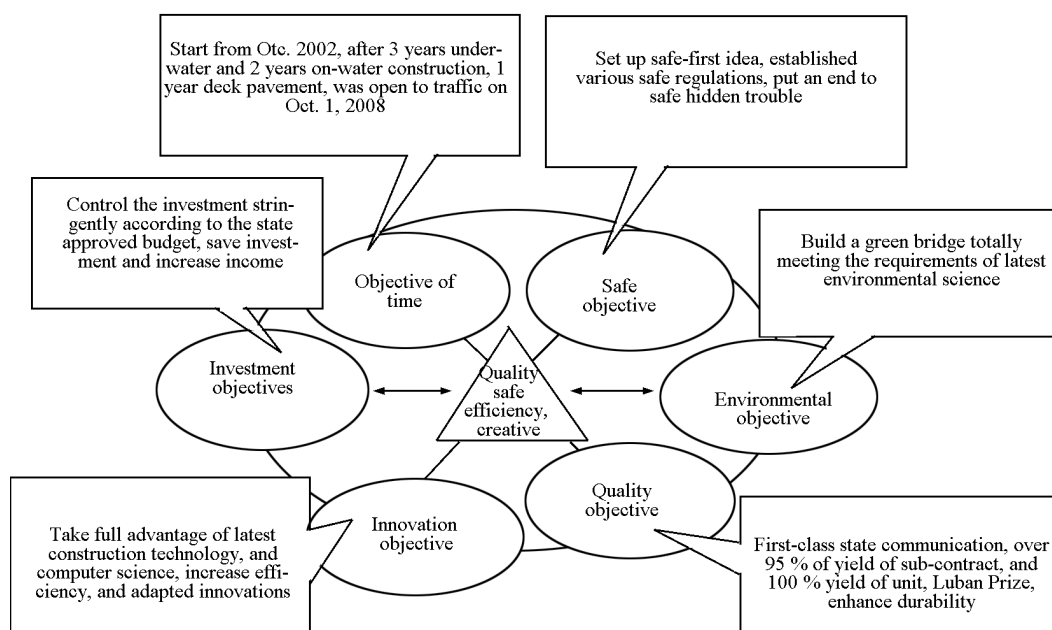 Start from Otc. 2002, after 3 years under-
water and 2 years on-water construction, 1
year deck pavement, was open to traffic on
Oct. 1, 2008
Set up safe-first idea, established
various safe regulations, put an end to
safe hidden trouble
Control the investment strin-
gently according to the state
approved budget, save invest-
ment and increase income
Build a green bridge totally
meeting the requirements of latest
environmental science
Objective of
time
Safe
objective
Investment
objectives
Quality
safe
efficiency,
creative
Environmental
objective
Innovation
objective
Quality
objective
Take full advantage of latest
construction technology, and
computer science, increase effi-
ciency, and adapted innovations
First-class state communication, over
95 % of yield of sub-contract, and
100 % yield of unit, Luban Prize,
enhance durability